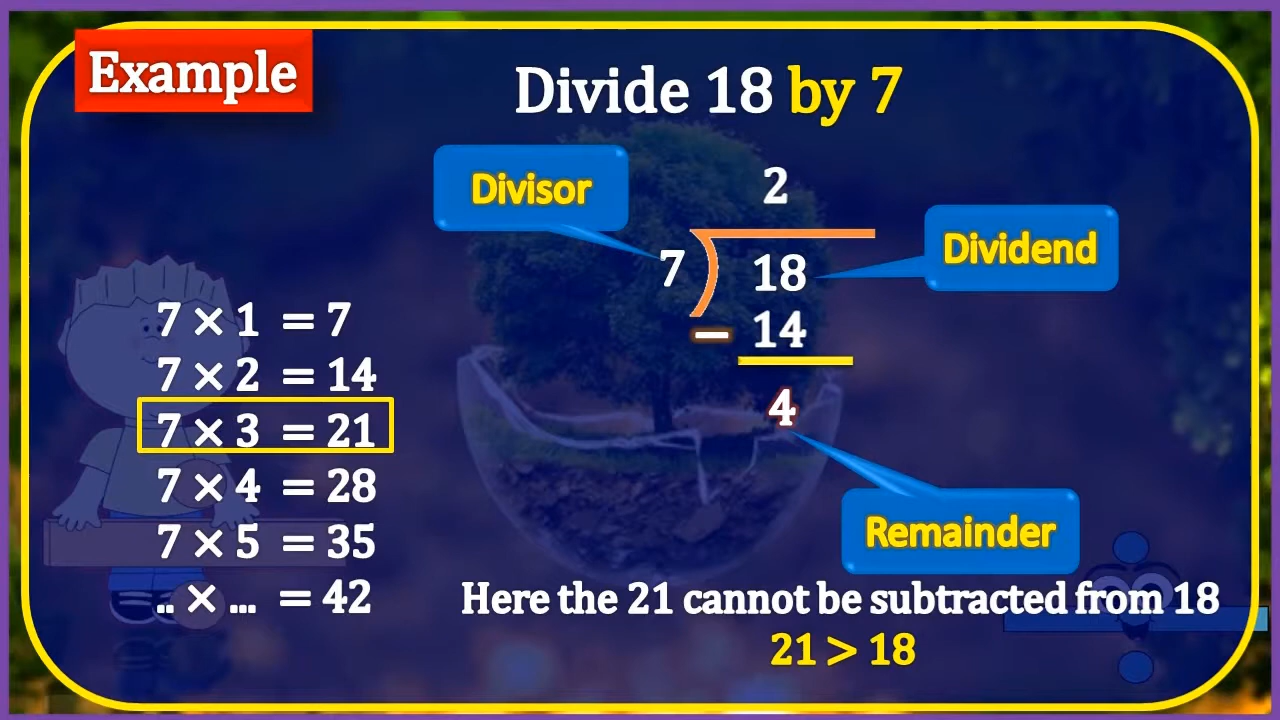 Example
Divide 18 by 7
Divisor
2
Dividend
7 ) 18
− 14
4
Remainder
7 × 1 = 7
7 × 2 = 14
7 × 3 = 21
7 × 4 = 28
7 × 5 = 35
.. × ... = 42
Here the 21 cannot be subtracted from 18
21 > 18